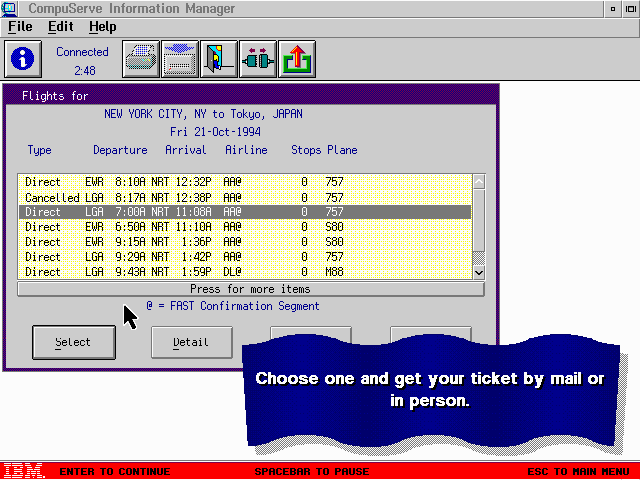 CompuServe Information Manager
File Edit Help
Connected
2:48
Flights for
NEW YORK CITY, NY to Tokyo, JAPAN
Fri 21-Oct-1994
Type Departure Arrival Airline Stops Plane
Direct EWR 8:10A NRT 12:32P AA@ 0 757
Cancelled LGA 8:17A NRT 12:38P AA@ 0 757
Direct LGA 7:00A NRT 11:08A AA@ 0 757
Direct EWR 6:50A NRT 11:10A AA@ 0 S80
Direct EWR 9:15A NRT 1:36P AA@ 0 S80
Direct LGA 9:29A NRT 1:42P AA@ 0 757
Direct LGA 9:43A NRT 1:59P DL@ 0 M88
Press for more items
@ = FAST Confirmation Segment
Select Detail
Choose one and get your ticket by mail or
in person.
IBM. ENTER TO CONTINUE SPACEBAR TO PAUSE ESC TO MAIN MENU